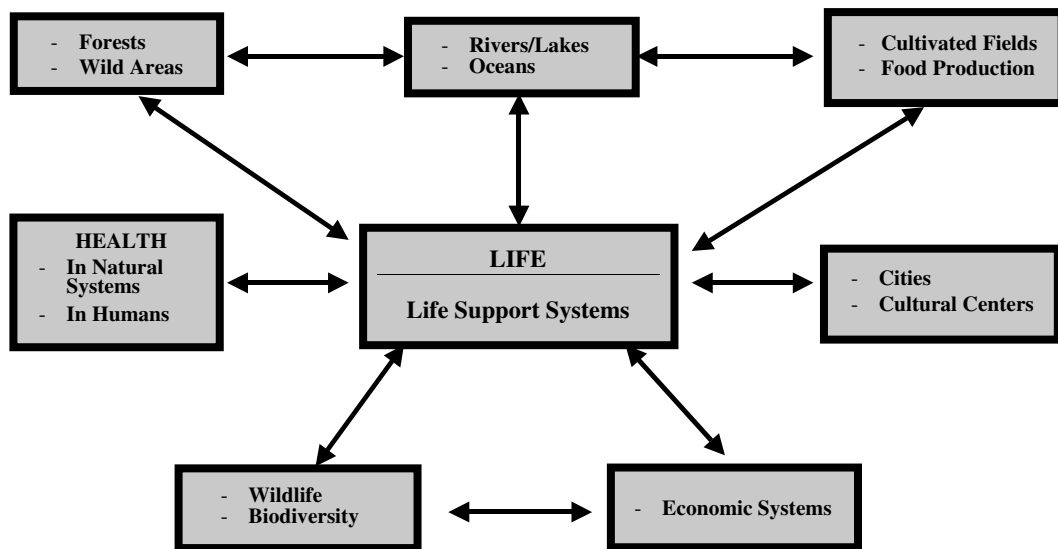 - Forests
- Wild Areas
- Rivers/Lakes
- Oceans
- Cultivated Fields
- Food Production
HEALTH
- In Natural
Systems
- In Humans
LIFE
Life Support Systems
- Cities
- Cultural Centers
- Wildlife
- Biodiversity
- Economic Systems